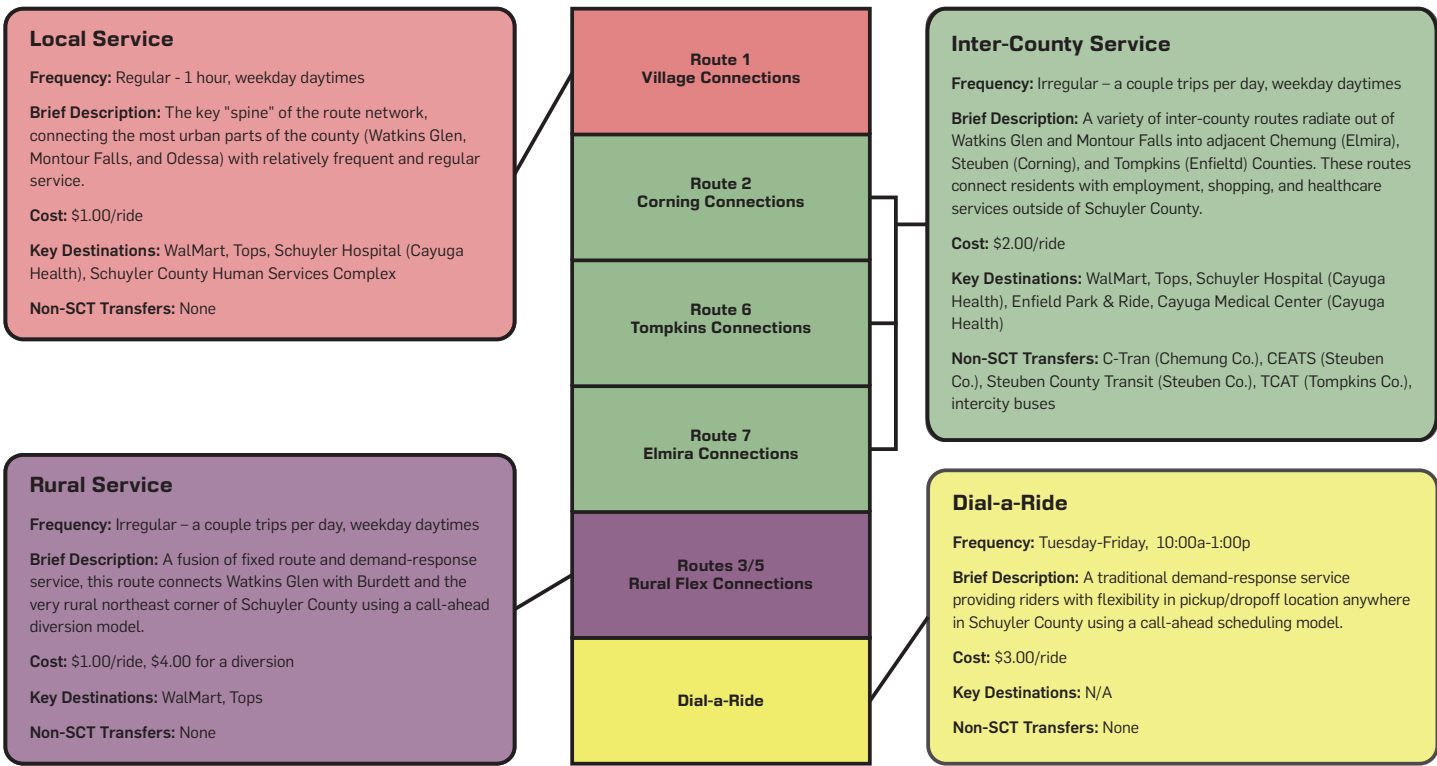 Local Service
Frequency: Regular - 1 hour, weekday daytimes
Brief Description: The key "spine" of the route network,
connecting the most urban parts of the county (Watkins Glen,
Montour Falls, and Odessa) with relatively frequent and regular
service.
Cost: $1.00/ride
Key Destinations: WalMart, Tops, Schuyler Hospital (Cayuga
Health), Schuyler County Human Services Complex
Non-SCT Transfers: None
Rural Service
Frequency: Irregular – a couple trips per day, weekday daytimes
Brief Description: A fusion of fixed route and demand-response
service, this route connects Watkins Glen with Burdett and the
very rural northeast corner of Schuyler County using a call-ahead
diversion model.
Cost: $1.00/ride, $4.00 for a diversion
Key Destinations: WalMart, Tops
Non-SCT Transfers: None
Route 1
Village Connections
Route 2
Corning Connections
Route 6
Tompkins Connections
Route 7
Elmira Connections
Routes 3/5
Rural Flex Connections
Dial-a-Ride
Inter-County Service
Frequency: Irregular – a couple trips per day, weekday daytimes
Brief Description: A variety of inter-county routes radiate out of
Watkins Glen and Montour Falls into adjacent Chemung (Elmira),
Steuben (Corning), and Tompkins (Enfieltd) Counties. These routes
connect residents with employment, shopping, and healthcare
services outside of Schuyler County.
Cost: $2.00/ride
Key Destinations: WalMart, Tops, Schuyler Hospital (Cayuga
Health), Enfield Park & Ride, Cayuga Medical Center (Cayuga
Health)
Non-SCT Transfers: C-Tran (Chemung Co.), CEATS (Steuben
Co.), Steuben County Transit (Steuben Co.), TCAT (Tompkins Co.),
intercity buses
Dial-a-Ride
Frequency: Tuesday-Friday, 10:00a-1:00p
Brief Description: A traditional demand-response service
providing riders with flexibility in pickup/dropoff location anywhere
in Schuyler County using a call-ahead scheduling model.
Cost: $3.00/ride
Key Destinations: N/A
Non-SCT Transfers: None